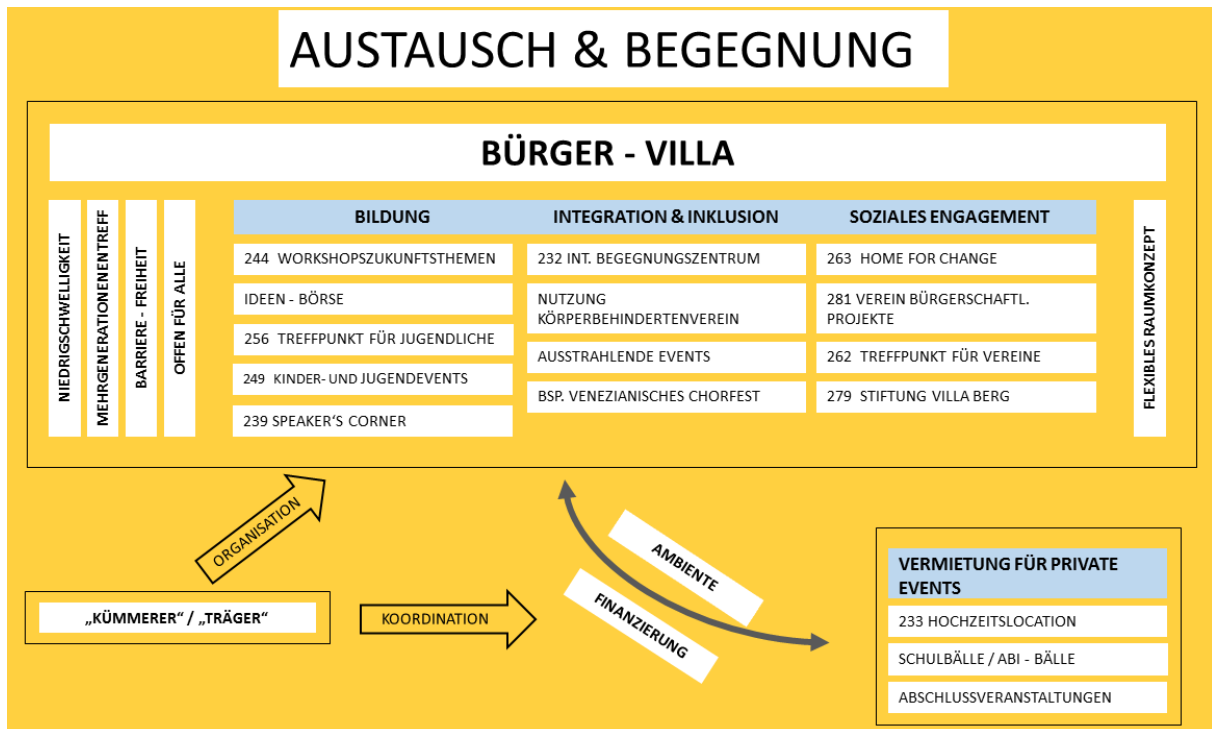 AUSTAUSCH & BEGEGNUNG
BÜRGER - VILLA
NIEDRIGSCHWELLIGKEIT
MEHRGENERATIONENENTREFF
BARRIERE - FREIHEIT
OFFEN FÜR ALLE
BILDUNG
244 WORKSHOPSZUKUNFTSTHEMEN
IDEEN - BÖRSE
256 TREFFPUNKT FÜR JUGENDLICHE
249 KINDER- UND JUGENDEVENTS
239 SPEAKER‘S CORNER
INTEGRATION & INKLUSION
232 INT. BEGEGNUNGSZENTRUM
NUTZUNG
KÖRPERBEHINDERTENVEREIN
AUSSTRAHLENDE EVENTS
BSP. VENEZIANISCHES CHORFEST
SOZIALES ENGAGEMENT
263 HOME FOR CHANGE
281 VEREIN BÜRGERSCHAFTL.
PROJEKTE
262 TREFFPUNKT FÜR VEREINE
279 STIFTUNG VILLA BERG
FLEXIBLES RAUMKONZEPT
ORGANISATION
„KÜMMERER“ / „TRÄGER“
KOORDINATION
AMBIENTE
FINANZIERUNG
VERMIETUNG FÜR PRIVATE
EVENTS
233 HOCHZEITSLOCATION
SCHULBÄLLE / ABI - BÄLLE
ABSCHLUSSVERANSTALTUNGEN